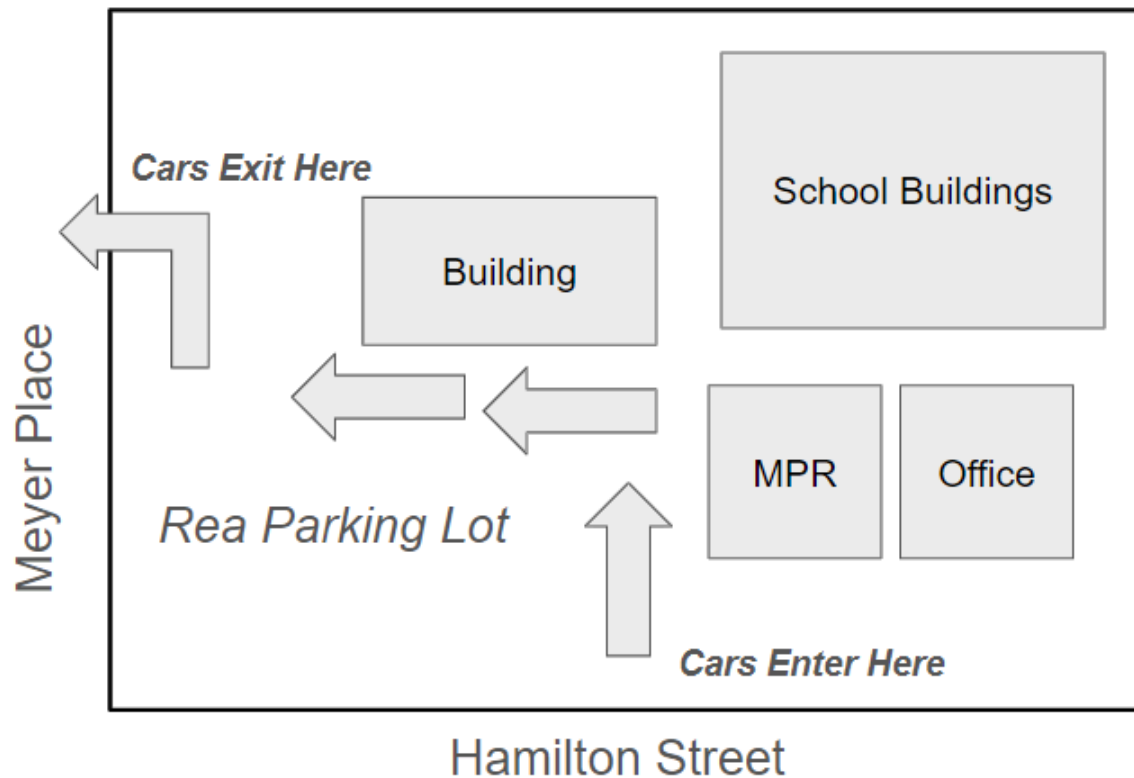 Cars Exit Here
School Buildings
Building
Meyer Place
MPR
Office
Rea Parking Lot
Cars Enter Here
Hamilton Street